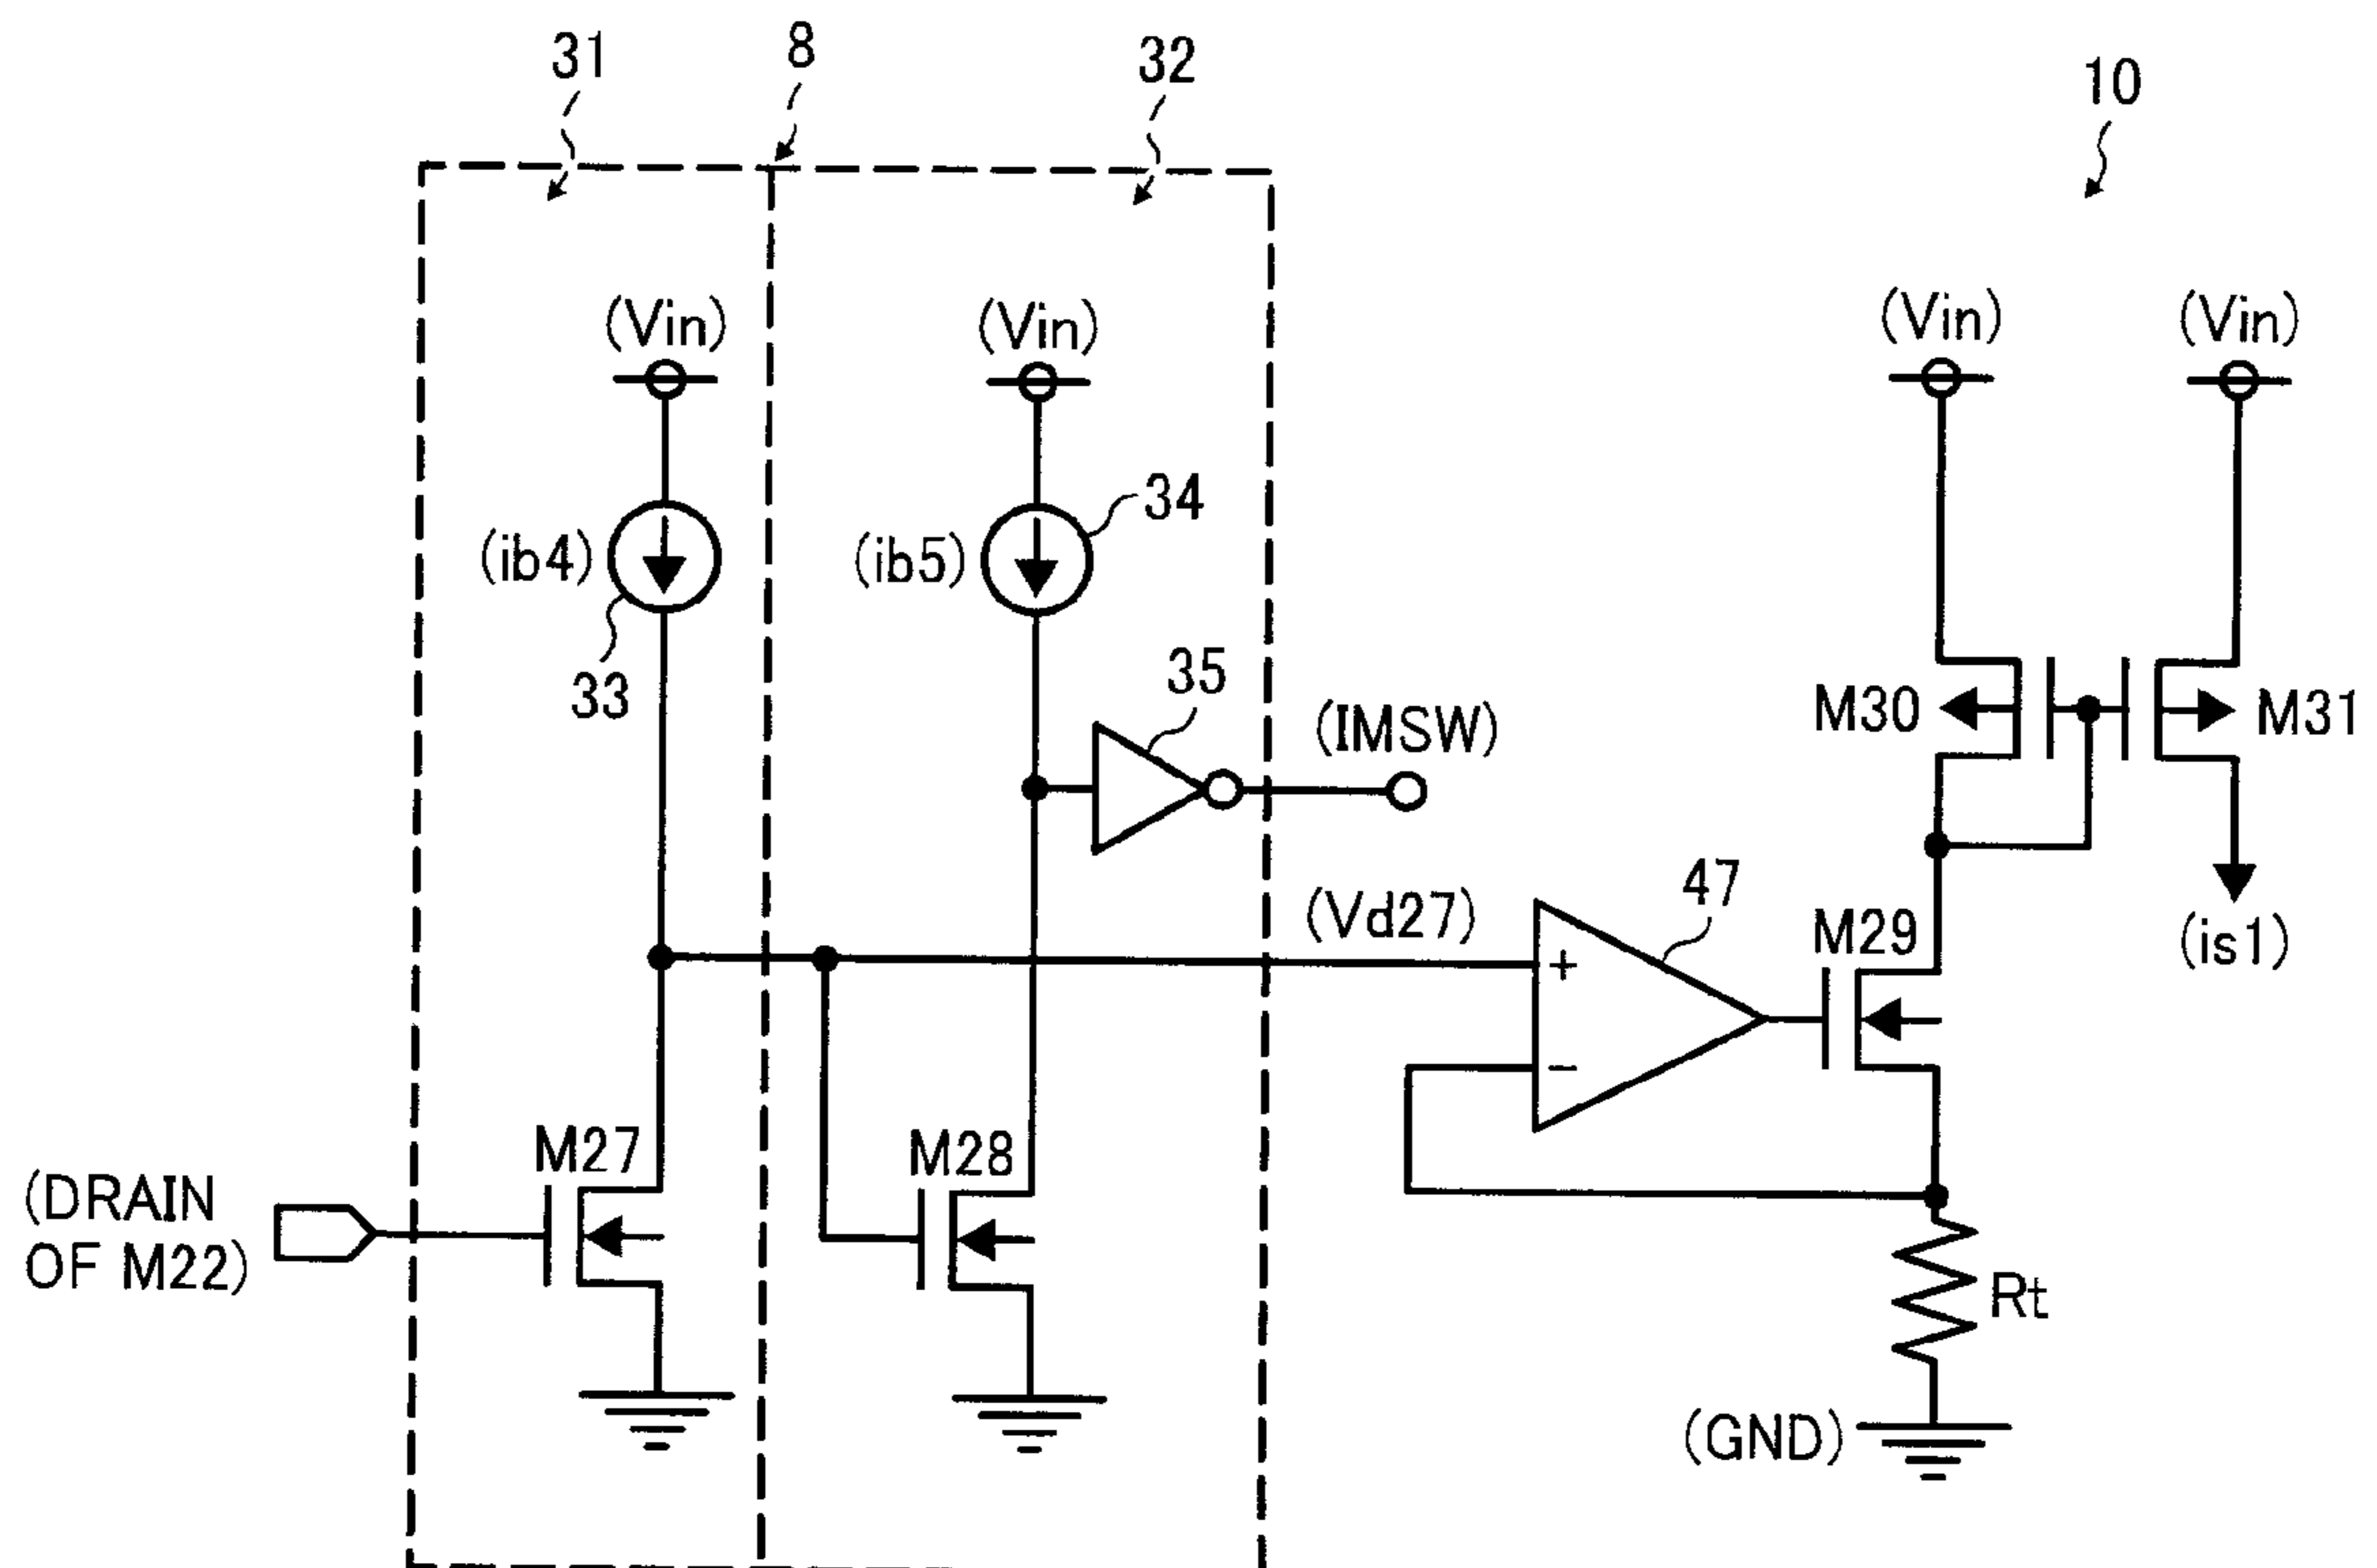 31
8
32
10
(Vin)
(Vin)
(Vin)
(Vin)
(ib4)
33
(ib5)
34
35
(IMSW)
M30
M31
(Vd27)
47
M29
(is1)
+
−
M27
M28
(DRAIN
OF M22)
Rt
(GND)